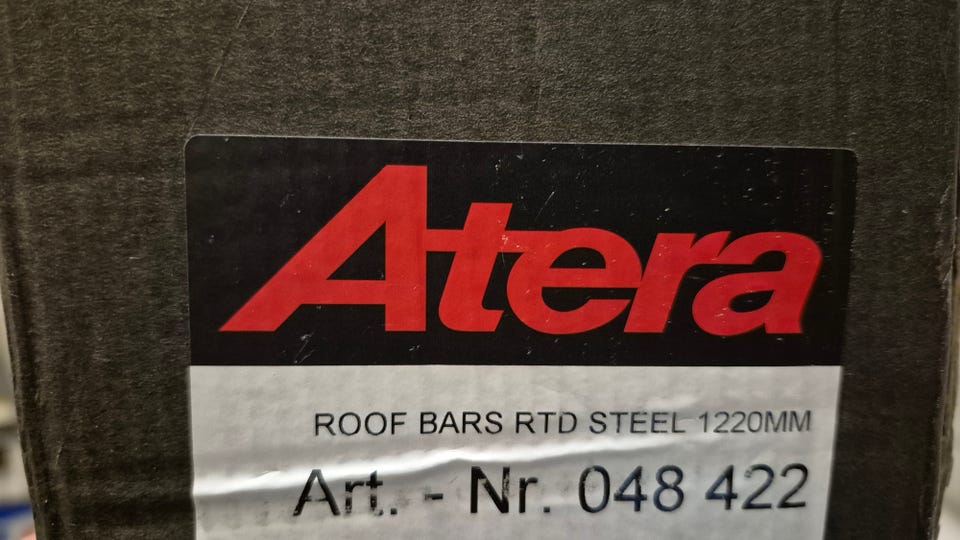 Atera
ROOF BARS RTD STEEL 1220MM
Art. - Nr. 048 422